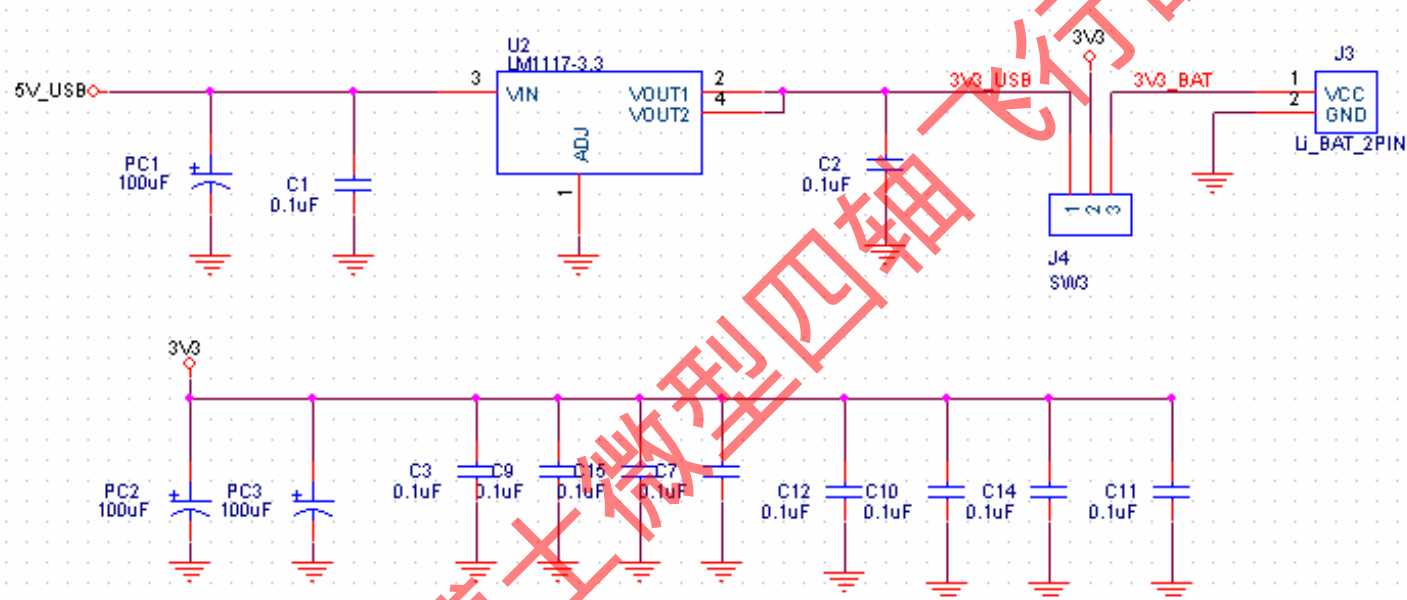 5V_USB
PC1
100uF
C1
0.1uF
3
U2
LM1117-3.3
VIN
VOUT1
VOUT2
ADJ
2
4
1
C2
0.1uF
3V3_USB
3V3
3V3_BAT
1
2
3
J4
SW3
J3
1
2
VCC
GND
Li_BAT_2PIN
3V3
PC2
100uF
PC3
100uF
C3
0.1uF
C9
0.1uF
C15
0.1uF
C7
0.1uF
C12
0.1uF
C10
0.1uF
C14
0.1uF
C11
0.1uF
士微型四轴飞行